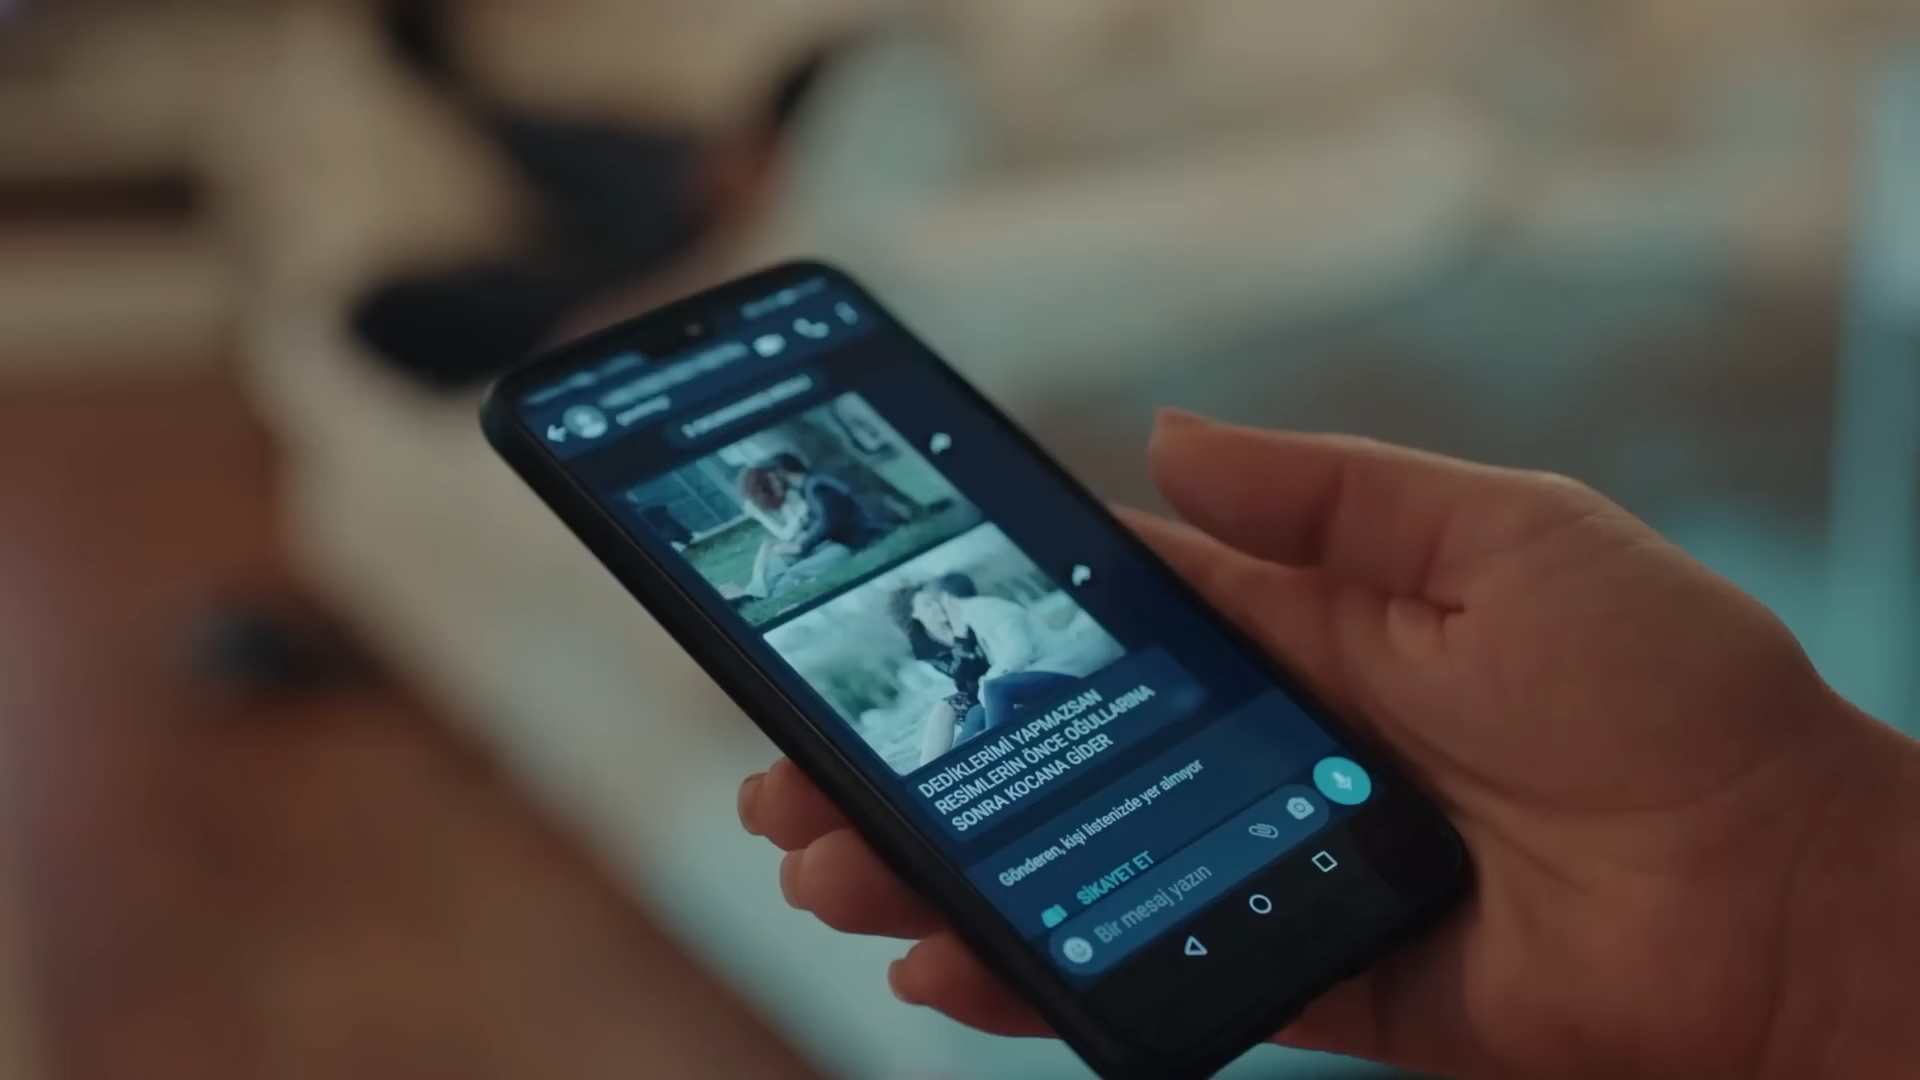 DEDİKLERİMİ YAPMAZSAN
RESİMLERİN ÖNCE OĞULLARINA
SONRA KOCANA GİDER
Gönderen, kişi listenizde yer almıyor
ŞİKAYET ET
Bir mesaj yazın